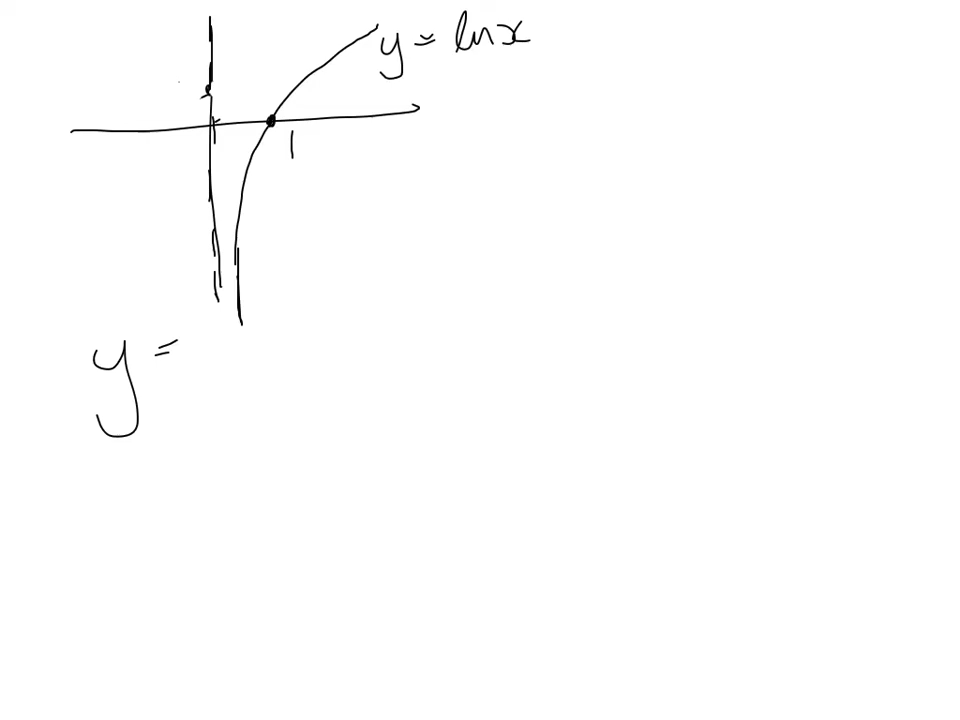 y = ln x
1
y =